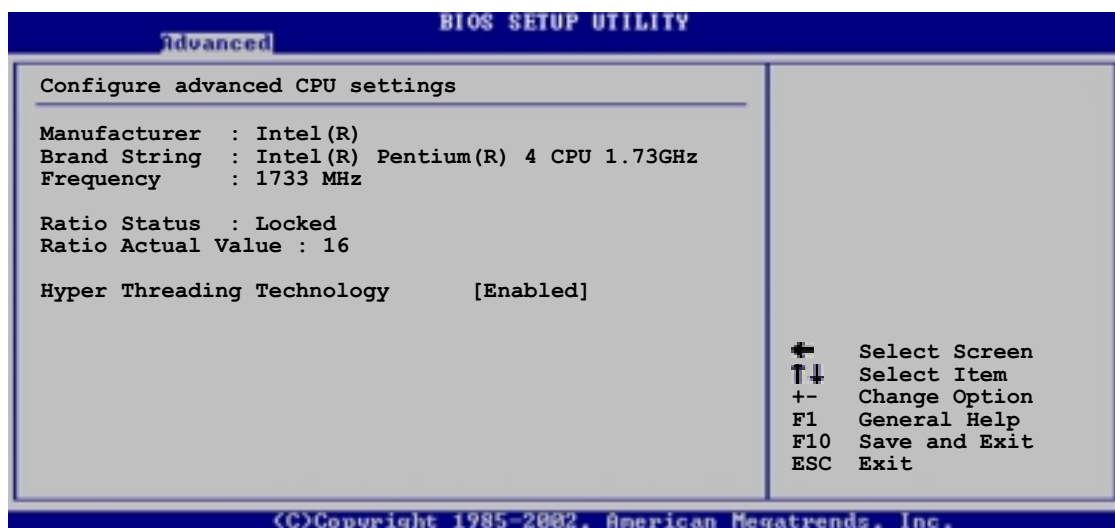 BIOS SETUP UTILITY
Advanced
Configure advanced CPU settings
Manufacturer : Intel(R)
Brand String : Intel(R) Pentium(R) 4 CPU 1.73GHz
Frequency : 1733 MHz
Ratio Status : Locked
Ratio Actual Value : 16
Hyper Threading Technology [Enabled]
← Select Screen
↑↓ Select Item
+- Change Option
F1 General Help
F10 Save and Exit
ESC Exit
(C)Copyright 1985-2002, American Megatrends, Inc.